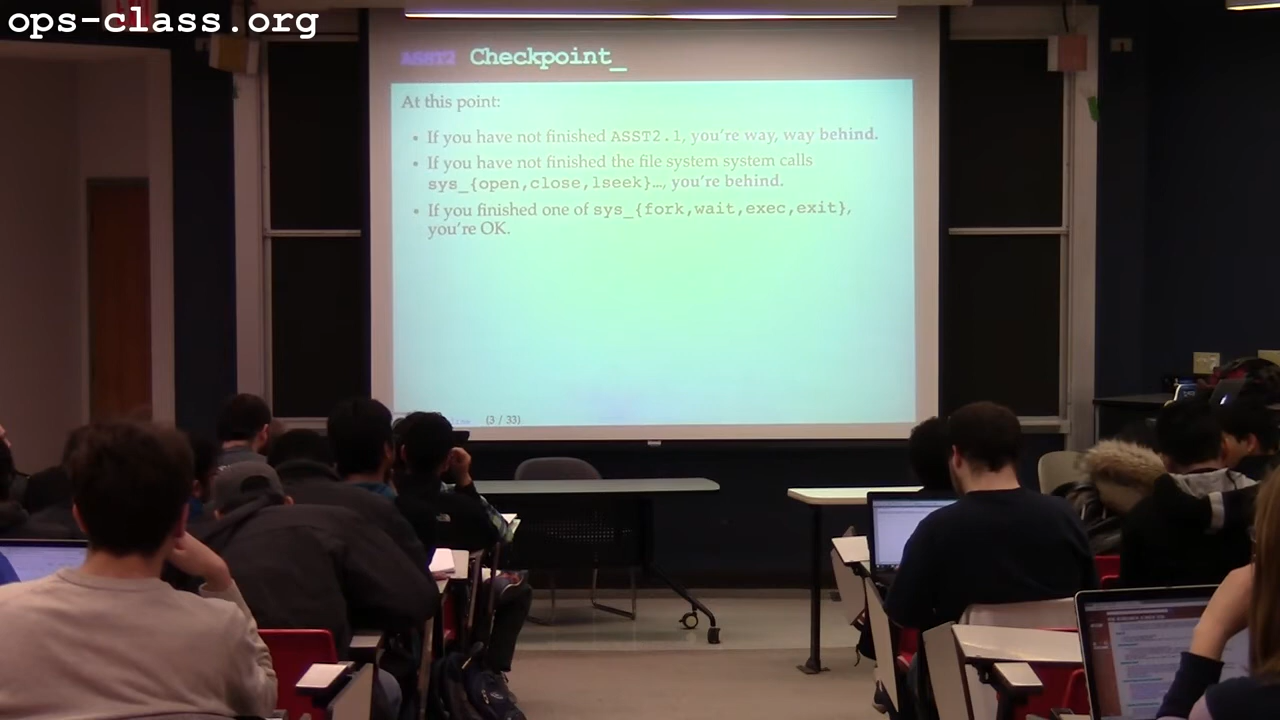 ops-class.org
ASST2 Checkpoint_
At this point:
• If you have not finished ASST2.1, you're way, way behind.
• If you have not finished the file system system calls
sys_{open,close,lseek}…, you're behind.
• If you finished one of sys_{fork,wait,exec,exit},
you're OK.
(3 / 33)